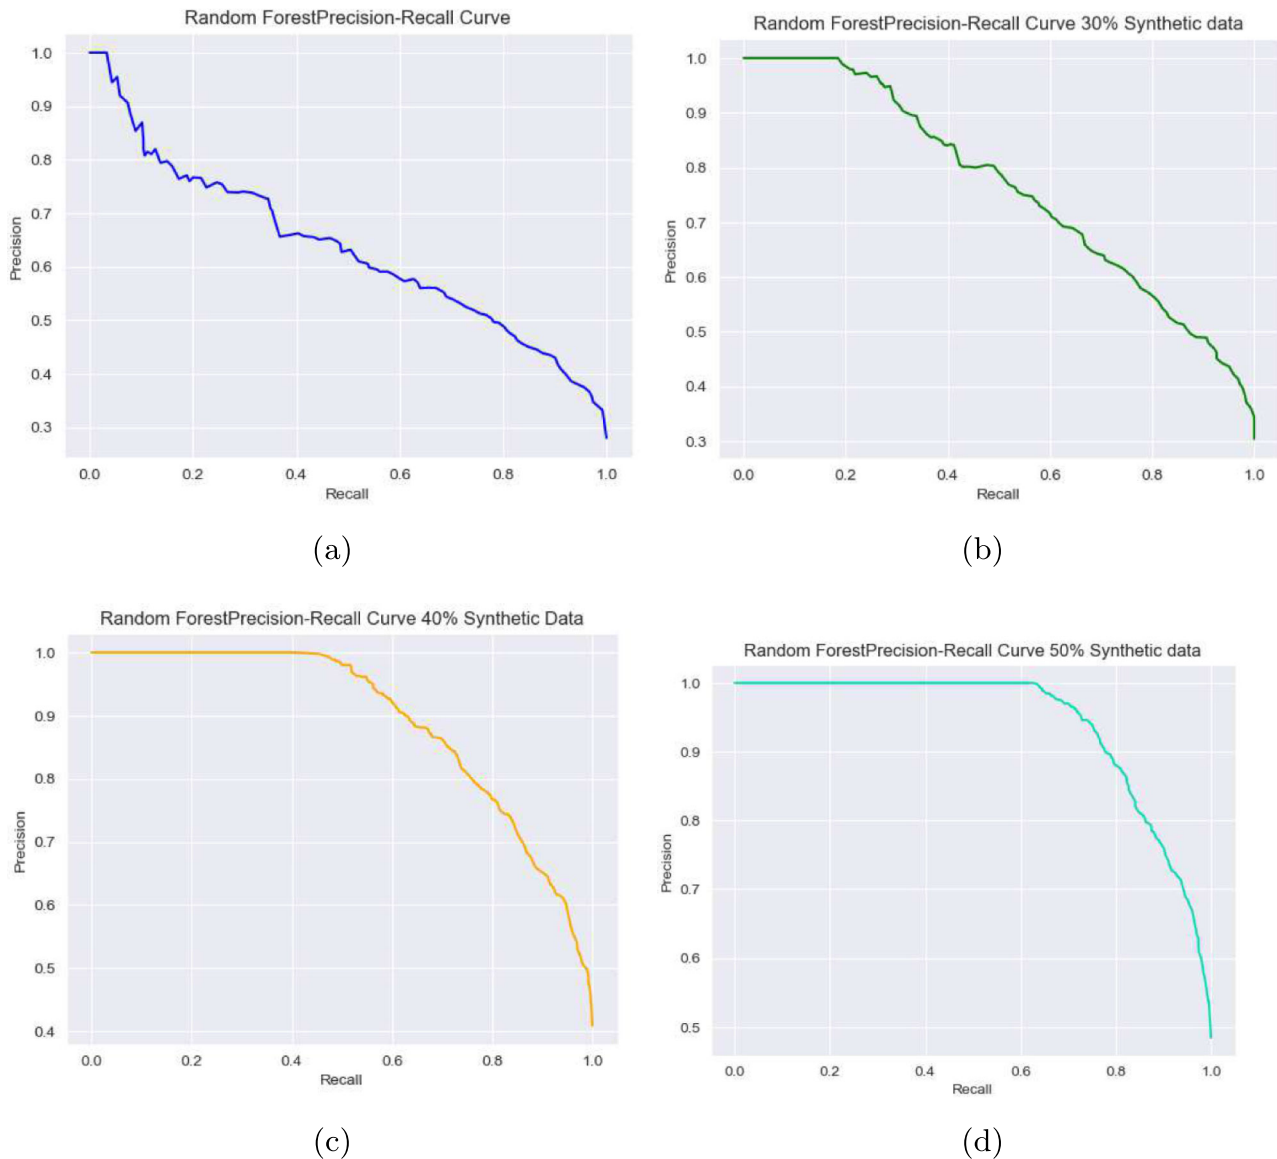 Random ForestPrecision-Recall Curve
1.0
0.9
0.8
0.7
0.6
0.5
0.4
0.3
Precision
0.0 0.2 0.4 0.6 0.8 1.0
Recall
(a)
Random ForestPrecision-Recall Curve 30% Synthetic data
1.0
0.9
0.8
0.7
0.6
0.5
0.4
0.3
Precision
0.0 0.2 0.4 0.6 0.8 1.0
Recall
(b)
Random ForestPrecision-Recall Curve 40% Synthetic Data
1.0
0.9
0.8
0.7
0.6
0.5
0.4
Precision
0.0 0.2 0.4 0.6 0.8 1.0
Recall
(c)
Random ForestPrecision-Recall Curve 50% Synthetic data
1.0
0.9
0.8
0.7
0.6
0.5
Precision
0.0 0.2 0.4 0.6 0.8 1.0
Recall
(d)